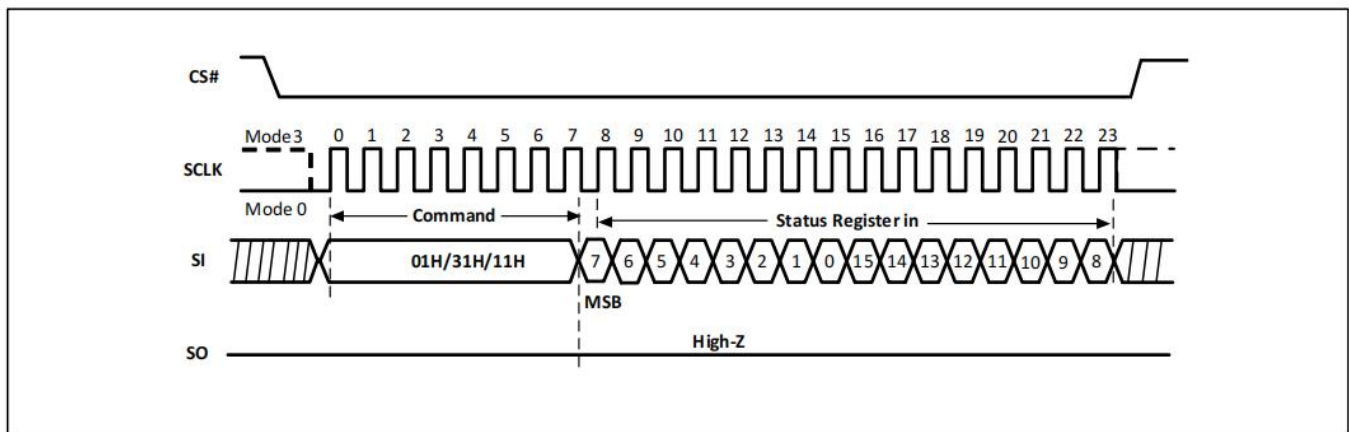 CS#
Mode3 0 1 2 3 4 5 6 7 8 9 10 11 12 13 14 15 16 17 18 19 20 21 22 23
SCLK
Mode 0
Command Status Register in
SI 01H/31H/11H 7 6 5 4 3 2 1 0 15 14 13 12 11 10 9 8
MSB
High-Z
SO